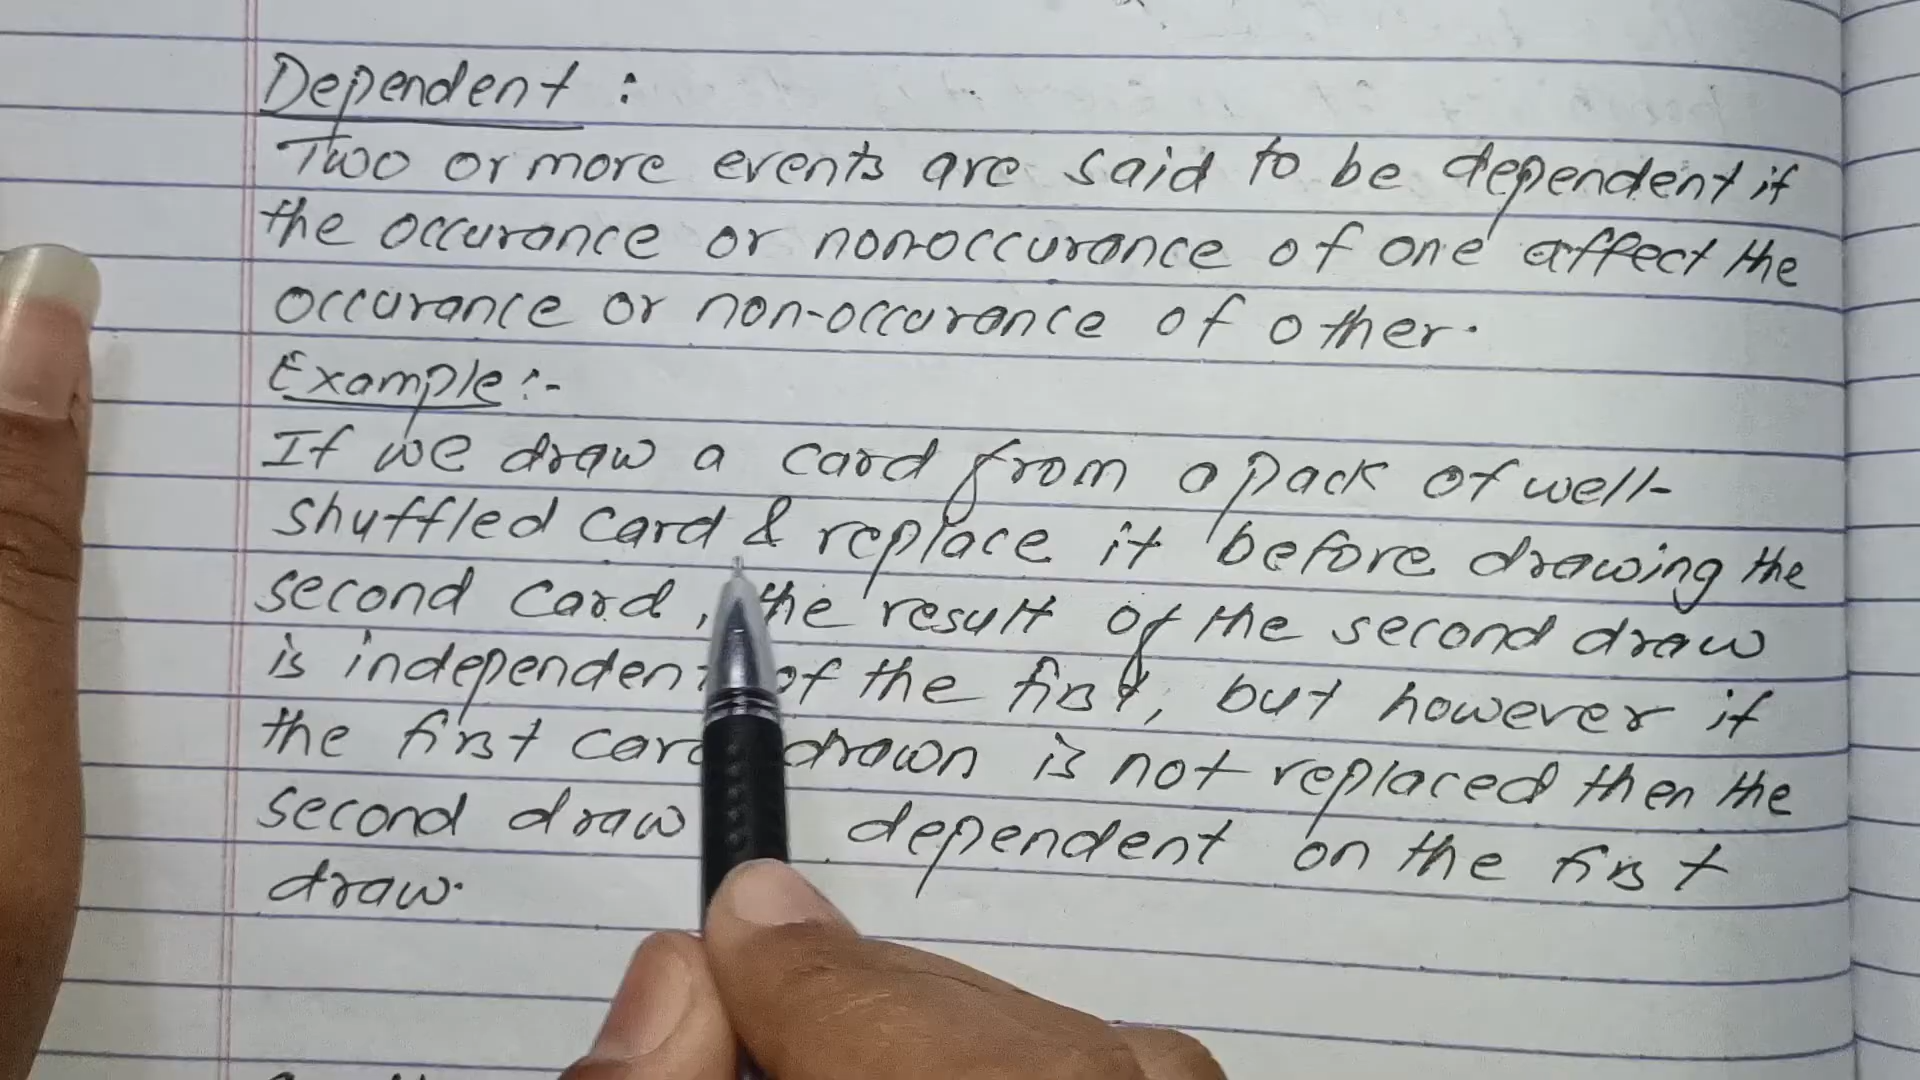 Dependent :
Two or more events are said to be dependent if
the occurance or nonoccurance of one affect the
occurance or non-occurance of other.
Example :-
If we draw a card from a pack of well-
shuffled card & replace it before drawing the
second card, the result of the second draw
is independent of the first, but however if
the first card drawn is not replaced then the
second draw dependent on the first
draw.